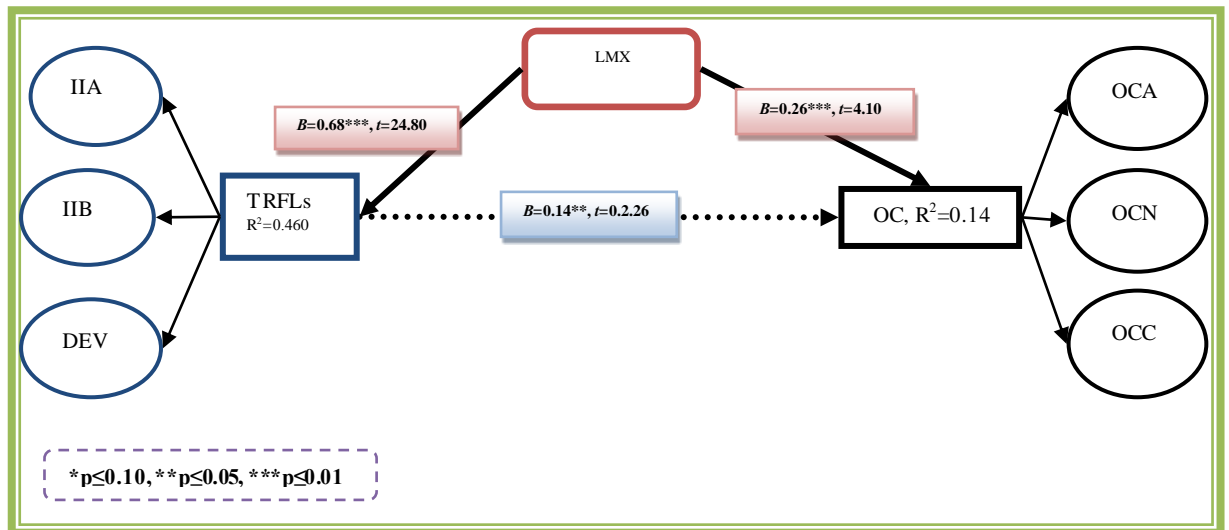 LMX
IIA
OCA
B=0.68***, t=24.80
B=0.26***, t=4.10
IIB
TRFLs
R²=0.460
B=0.14**, t=0.2.26
OC, R²=0.14
OCN
DEV
OCC
*p≤0.10, **p≤0.05, ***p≤0.01